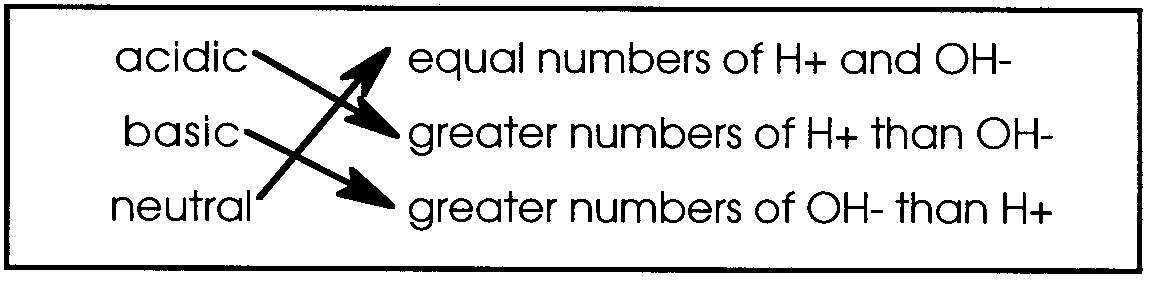 acidic equal numbers of H+ and OH-
basic greater numbers of H+ than OH-
neutral greater numbers of OH- than H+